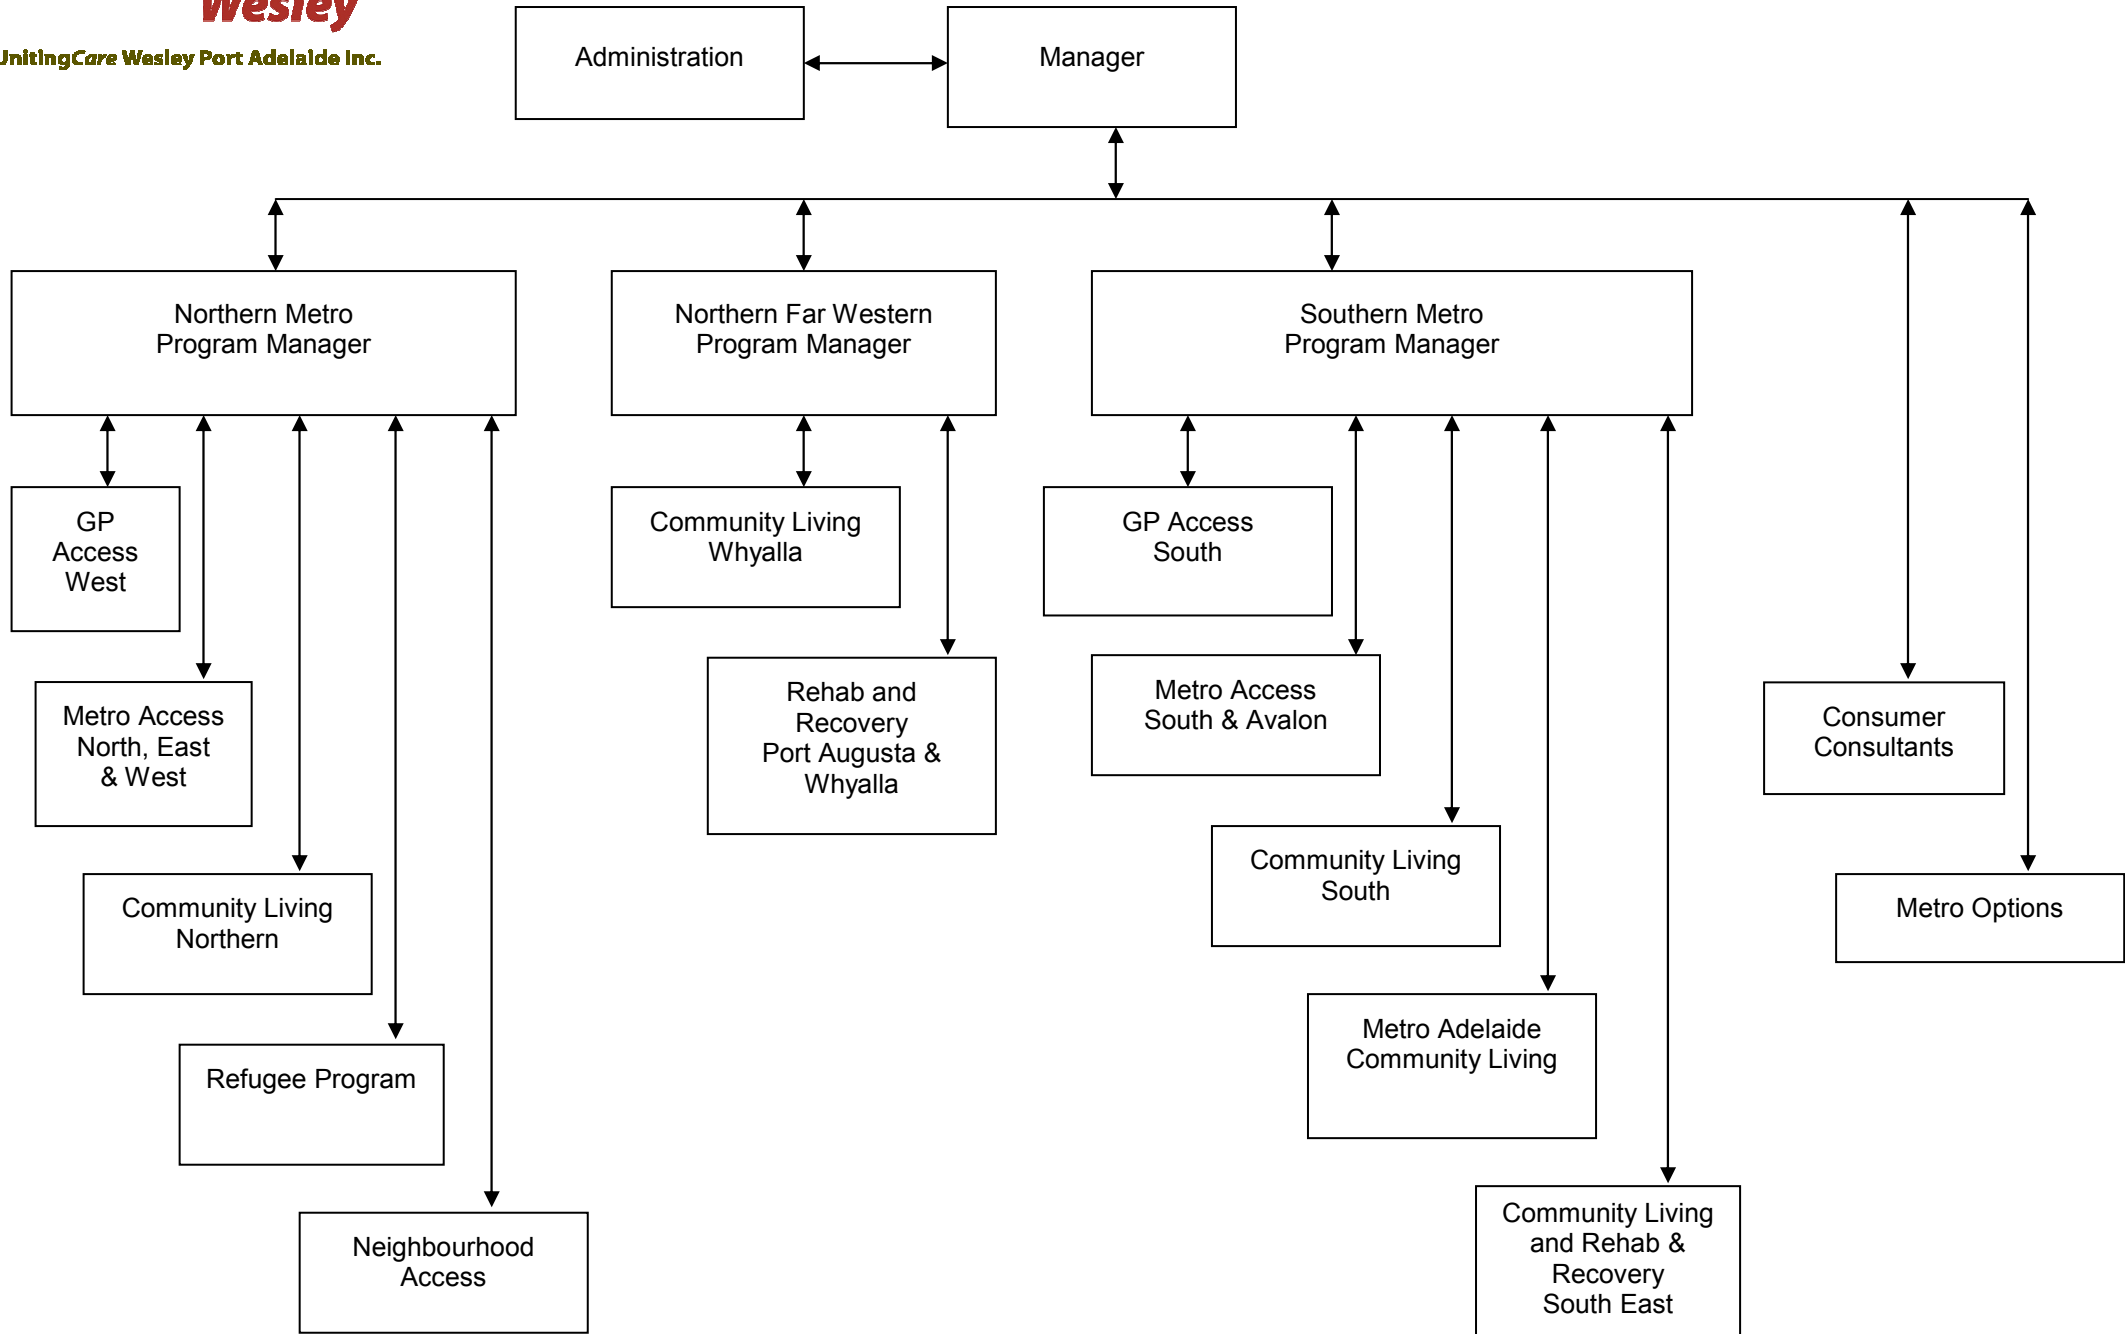 Wesley
UnitingCare Wesley Port Adelaide Inc.
Administration
Manager
Northern Metro
Program Manager
Northern Far Western
Program Manager
Southern Metro
Program Manager
GP
Access
West
Community Living
Whyalla
GP Access
South
Metro Access
North, East
& West
Rehab and
Recovery
Port Augusta &
Whyalla
Metro Access
South & Avalon
Consumer
Consultants
Community Living
Northern
Community Living
South
Metro Options
Refugee Program
Metro Adelaide
Community Living
Neighbourhood
Access
Community Living
and Rehab &
Recovery
South East